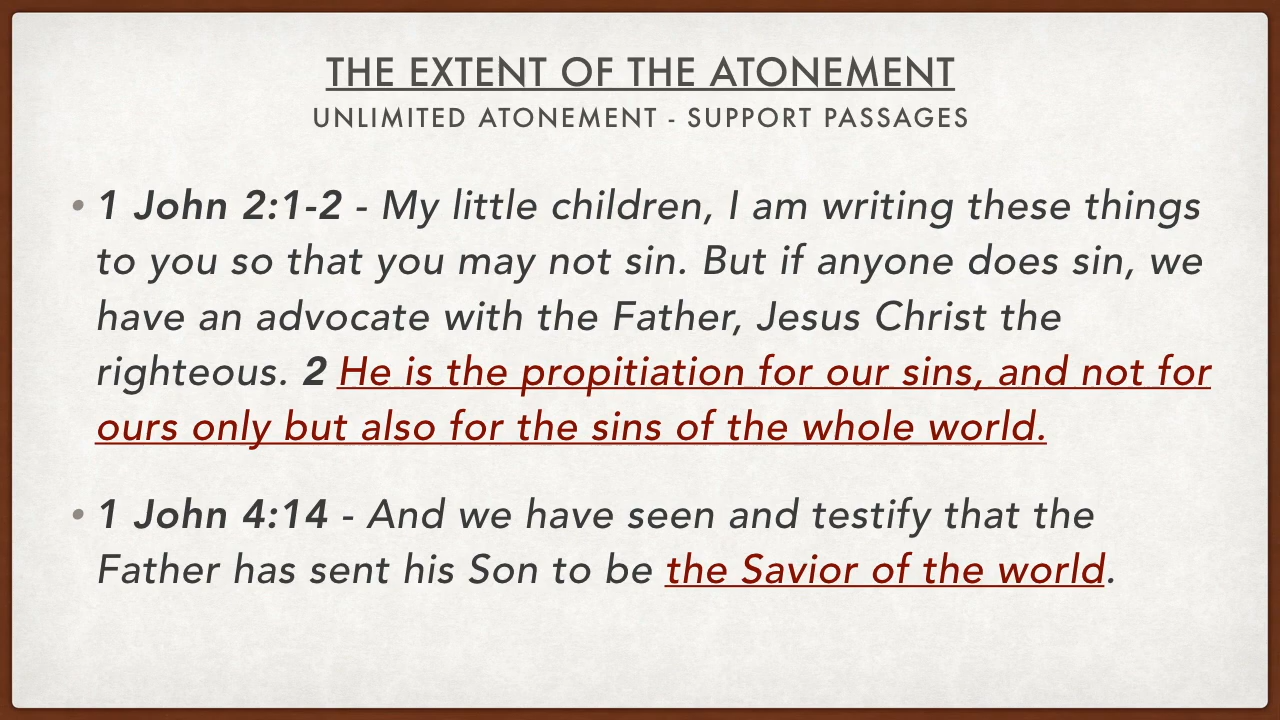 THE EXTENT OF THE ATONEMENT
UNLIMITED ATONEMENT - SUPPORT PASSAGES
• 1 John 2:1-2 - My little children, I am writing these things
to you so that you may not sin. But if anyone does sin, we
have an advocate with the Father, Jesus Christ the
righteous. 2 He is the propitiation for our sins, and not for
ours only but also for the sins of the whole world.
• 1 John 4:14 - And we have seen and testify that the
Father has sent his Son to be the Savior of the world.